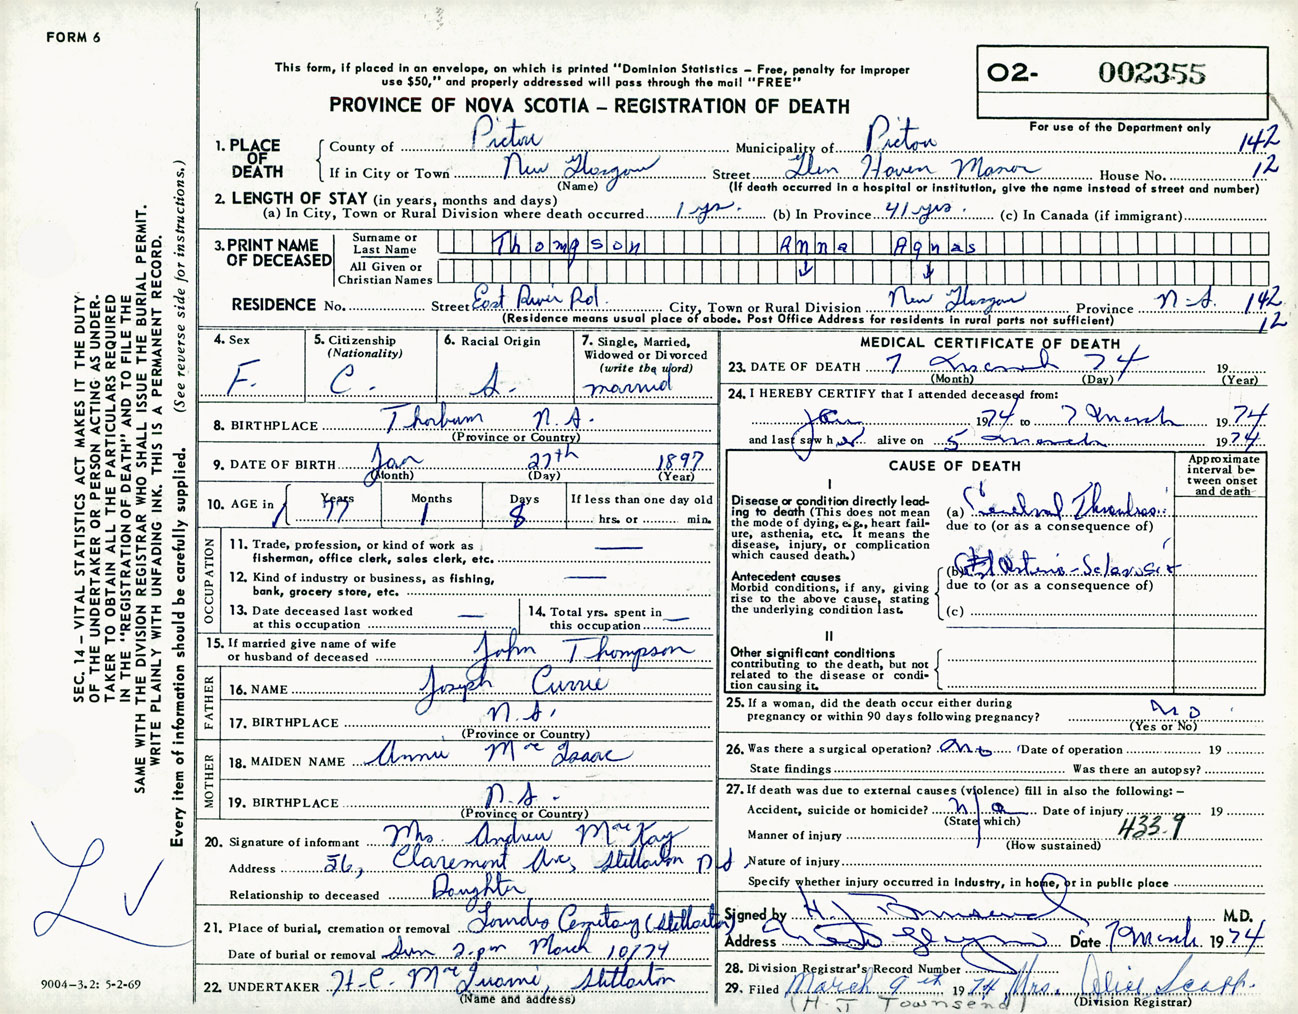 FORM 6
This form, if placed in an envelope, on which is printed "Dominion Statistics - Free, penalty for improper
use $50," and properly addressed will pass through the mail "FREE"
PROVINCE OF NOVA SCOTIA - REGISTRATION OF DEATH
02- 002355
For use of the Department only
SEC. 14 - VITAL STATISTICS ACT MAKES IT THE DUTY
OF THE UNDERTAKER OR PERSON ACTING AS UNDER-
TAKER TO OBTAIN ALL THE PARTICULARS REQUIRED
IN THE "REGISTRATION OF DEATH" AND TO FILE THE
SAME WITH THE DIVISION REGISTRAR WHO SHALL ISSUE THE BURIAL PERMIT.
WRITE PLAINLY WITH UNFADING INK. THIS IS A PERMANENT RECORD.
Every item of information should be carefully supplied. (See reverse side for instructions.)
1. PLACE OF DEATH
County of Pictou Municipality of Pictou 142
If in City or Town New Glasgow Street Glen Haven Manor House No. 12
(Name) (If death occurred in a hospital or institution, give the name instead of street and number)
2. LENGTH OF STAY (in years, months and days)
(a) In City, Town or Rural Division where death occurred 1 yr. (b) In Province 41 yrs. (c) In Canada (if immigrant)
3. PRINT NAME OF DECEASED
Surname or Last Name Thompson Anna Agnas
All Given or Christian Names
RESIDENCE No. Street East River Rd. City, Town or Rural Division New Glasgow Province N-S. 142
(Residence means usual place of abode. Post Office Address for residents in rural parts not sufficient) 12
4. Sex
F.
5. Citizenship
(Nationality)
C.
6. Racial Origin
S.
7. Single, Married,
Widowed or Divorced
(write the word)
married
8. BIRTHPLACE Thorburn N.S.
(Province or Country)
9. DATE OF BIRTH Jan 27th 1897
(Month) (Day) (Year)
10. AGE in Years Months Days If less than one day old
77 1 8 hrs. or min.
OCCUPATION
11. Trade, profession, or kind of work as
fisherman, office clerk, sales clerk, etc. —
12. Kind of industry or business, as fishing,
bank, grocery store, etc. —
13. Date deceased last worked
at this occupation —
14. Total yrs. spent in
this occupation —
15. If married give name of wife
or husband of deceased John Thompson
FATHER
16. NAME Joseph Currie
17. BIRTHPLACE N.S.
(Province or Country)
MOTHER
18. MAIDEN NAME Annie McIsaac
19. BIRTHPLACE N.S.
(Province or Country)
20. Signature of informant Mrs Andrew MacKay
Address 56, Claremont Ave, Stellarton N S
Relationship to deceased Daughter
21. Place of burial, cremation or removal Lourdes Cemetary (Stellarton)
Date of burial or removal Sun 2.pm March 10/74
22. UNDERTAKER H.C. Stellarton
(Name and address)
9004-3.2: 5-2-69
MEDICAL CERTIFICATE OF DEATH
23. DATE OF DEATH 7 March 74 19
(Month) (Day) (Year)
24. I HEREBY CERTIFY that I attended deceased from:
Jan 1974 to 7 March 1974
and last saw her alive on 5 March 1974
CAUSE OF DEATH
Approximate
interval be-
tween onset
and death
I
Disease or condition directly lead-
ing to death (This does not mean
the mode of dying, e.g., heart fail-
ure, asthenia, etc. It means the
disease, injury, or complication
which caused death.)
(a) Cerebral Thrombosis
due to (or as a consequence of)
Antecedent causes
Morbid conditions, if any, giving
rise to the above cause, stating
the underlying condition last.
(b) Arterio-Sclerosis
due to (or as a consequence of)
(c)
II
Other significant conditions
contributing to the death, but not
related to the disease or condi-
tion causing it.
25. If a woman, did the death occur either during
pregnancy or within 90 days following pregnancy? No
(Yes or No)
26. Was there a surgical operation? No Date of operation 19
State findings Was there an autopsy?
27. If death was due to external causes (violence) fill in also the following: -
Accident, suicide or homicide? n/a Date of injury 19
(State which) 433.9
Manner of injury
(How sustained)
Nature of injury
Specify whether injury occurred in industry, in home, or in public place
Signed by H. J. Townsend M.D.
Address New Glasgow Date 7 March 1974
28. Division Registrar's Record Number
29. Filed March 9th 1974 Mrs. Alice Scapp.
(H. J Townsend) (Division Registrar)